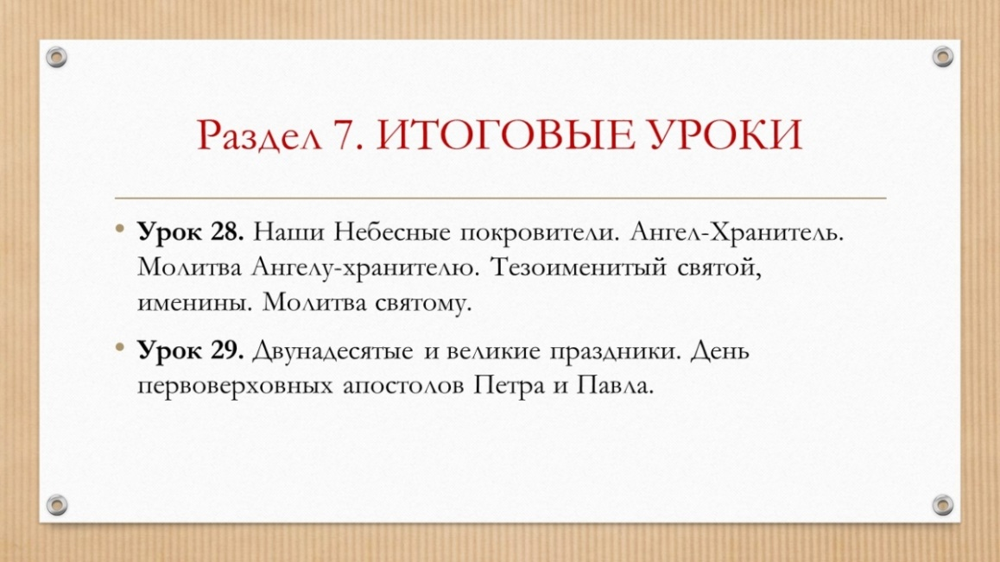 Раздел 7. ИТОГОВЫЕ УРОКИ
• Урок 28. Наши Небесные покровители. Ангел-Хранитель.
Молитва Ангелу-хранителю. Тезоименитый святой,
именины. Молитва святому.
• Урок 29. Двунадесятые и великие праздники. День
первоверховных апостолов Петра и Павла.